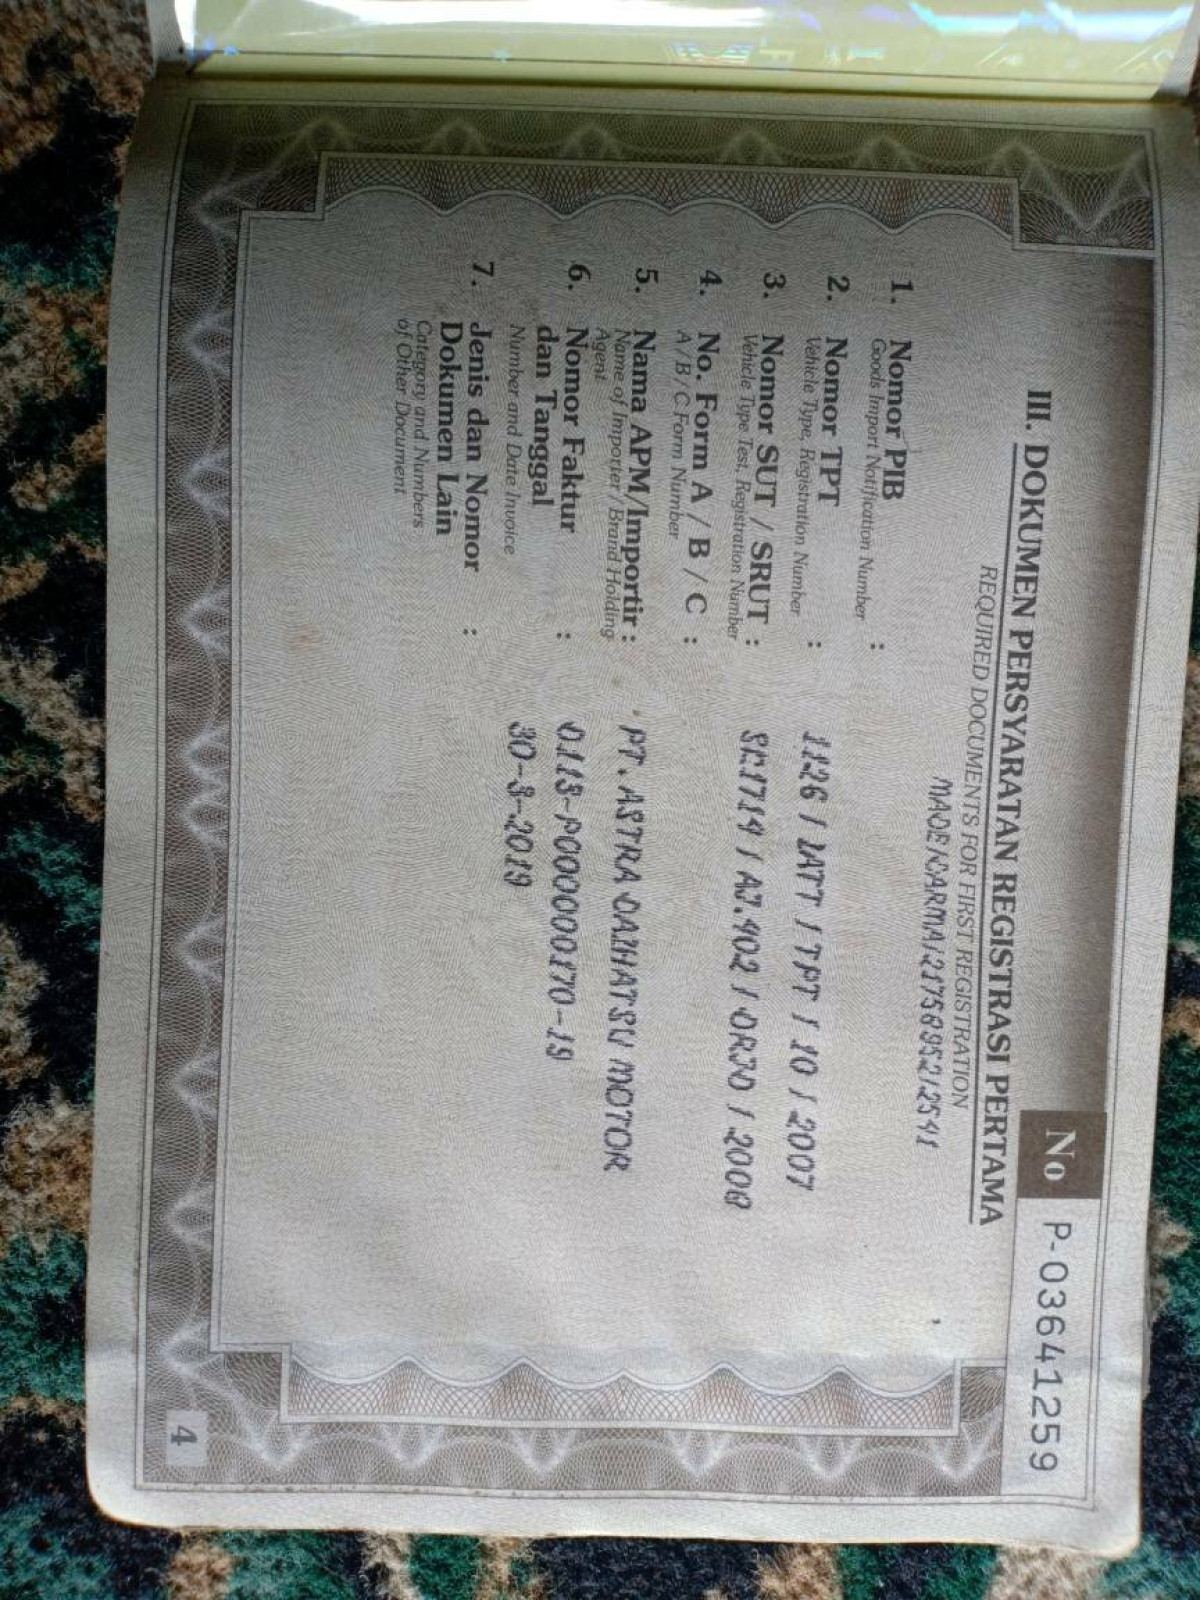 No P-03641259
III. DOKUMEN PERSYARATAN REGISTRASI PERTAMA
REQUIRED DOCUMENTS FOR FIRST REGISTRATION
1. Nomor PIB :
Goods Import Notification Number
2. Nomor TPT : 1126 / IATT / TPT / 10 / 2007
Vehicle Type, Registration Number
3. Nomor SUT / SRUT : / AJ.402 / DRJD / 2008
Vehicle Type Test, Registration Number
4. No. Form A / B / C :
A / B / C Form Number
5. Nama APM/Importir : PT. ASTRA DAIHATSU MOTOR
Name of Importer / Brand Holding
Agent
6. Nomor Faktur : 0113-P000000170-19
dan Tanggal 30-3-2019
Number and Date Invoice
7. Jenis dan Nomor :
Dokumen Lain
Category and Numbers
of Other Document
4